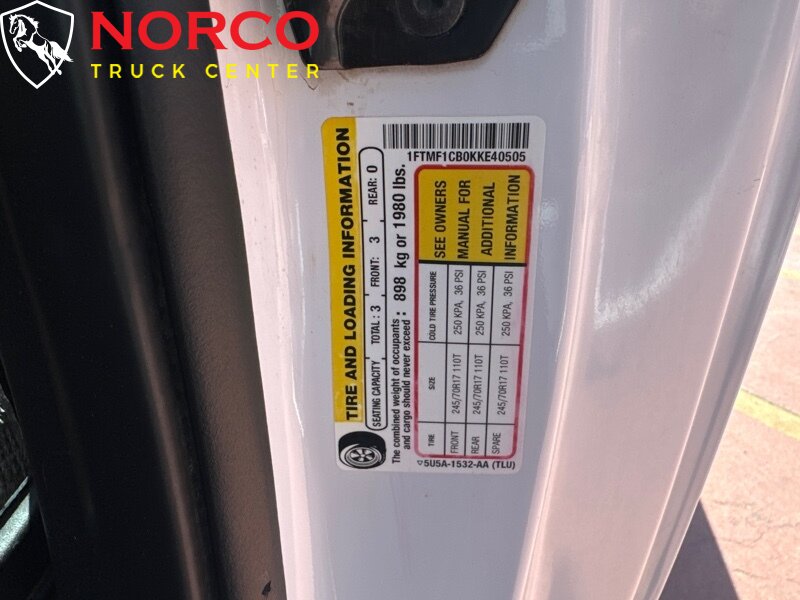 NORCO
TRUCK CENTER
TIRE AND LOADING INFORMATION
SEATING CAPACITY TOTAL: 3 FRONT: 3 REAR: 0
The combined weight of occupants and cargo should never exceed: 898 kg or 1980 lbs.
TIRE SIZE COLD TIRE PRESSURE
FRONT 245/70R17 110T 250 KPA, 36 PSI
REAR 245/70R17 110T 250 KPA, 36 PSI
SPARE 245/70R17 110T 250 KPA, 36 PSI
SEE OWNERS
MANUAL FOR
ADDITIONAL
INFORMATION
5U5A-1532-AA (TLU)
1FTMF1CB0KKE40505